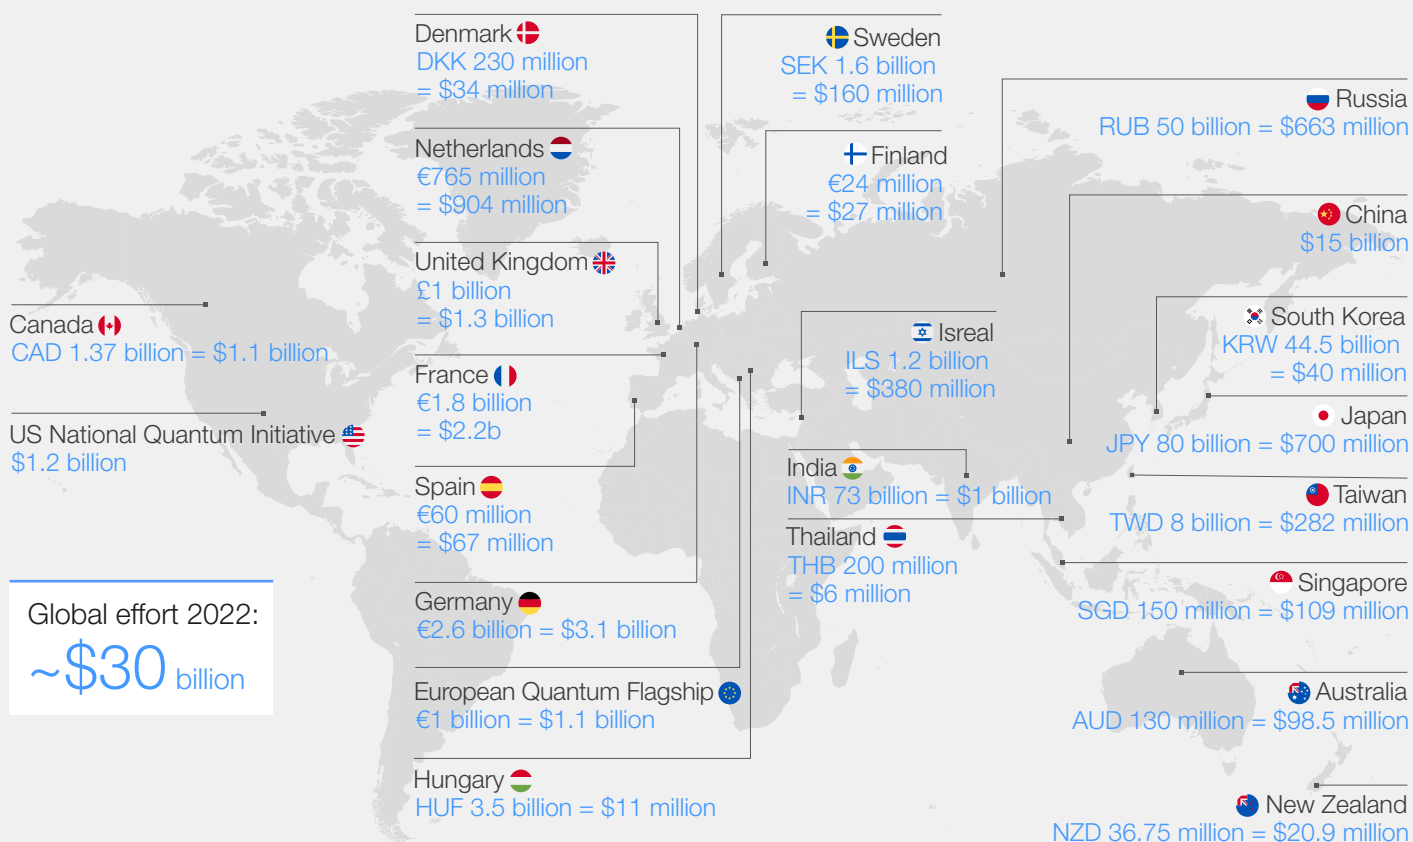 Denmark
DKK 230 million
= $34 million
Netherlands
€765 million
= $904 million
United Kingdom
£1 billion
= $1.3 billion
France
€1.8 billion
= $2.2b
Spain
€60 million
= $67 million
Germany
€2.6 billion = $3.1 billion
European Quantum Flagship
€1 billion = $1.1 billion
Hungary
HUF 3.5 billion = $11 million
Canada
CAD 1.37 billion = $1.1 billion
US National Quantum Initiative
$1.2 billion
Global effort 2022:
~$30 billion
Sweden
SEK 1.6 billion
= $160 million
Finland
€24 million
= $27 million
Isreal
ILS 1.2 billion
= $380 million
India
INR 73 billion = $1 billion
Thailand
THB 200 million
= $6 million
Russia
RUB 50 billion = $663 million
China
$15 billion
South Korea
KRW 44.5 billion
= $40 million
Japan
JPY 80 billion = $700 million
Taiwan
TWD 8 billion = $282 million
Singapore
SGD 150 million = $109 million
Australia
AUD 130 million = $98.5 million
New Zealand
NZD 36.75 million = $20.9 million